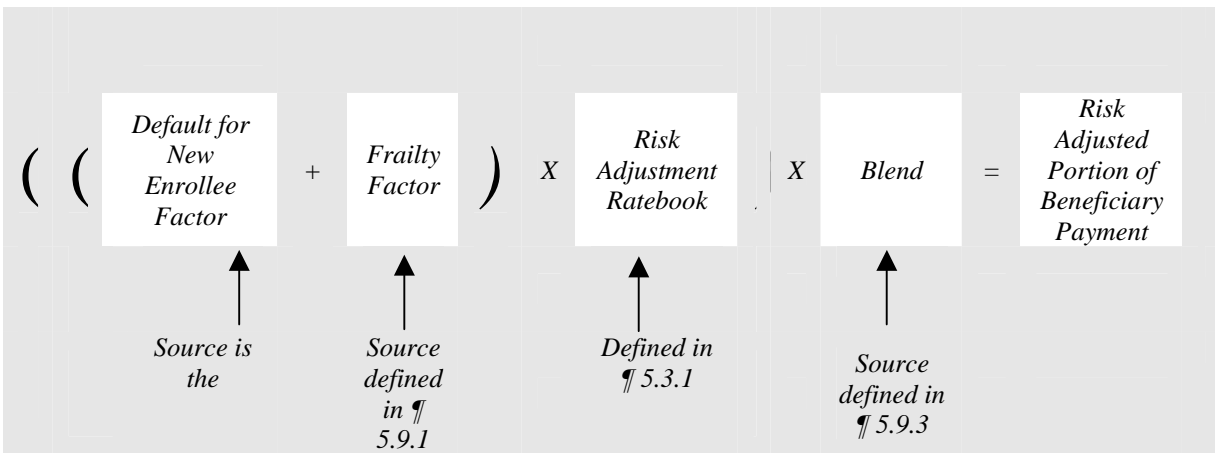 ( ( Default for New Enrollee Factor + Frailty Factor ) X Risk Adjustment Ratebook X Blend = Risk Adjusted Portion of Beneficiary Payment
Source is
the
Source
defined
in ¶
5.9.1
Defined in
¶ 5.3.1
Source
defined in
¶ 5.9.3